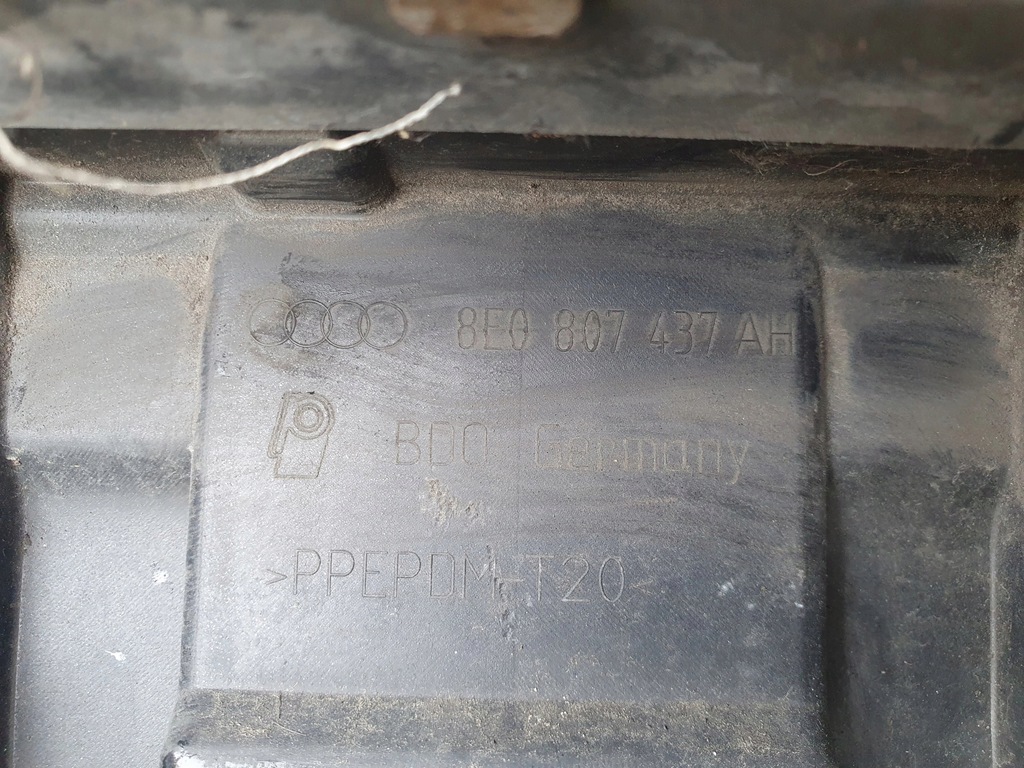 8E0 807 437 AH
BDO Germany
>PPEPDM-T20<